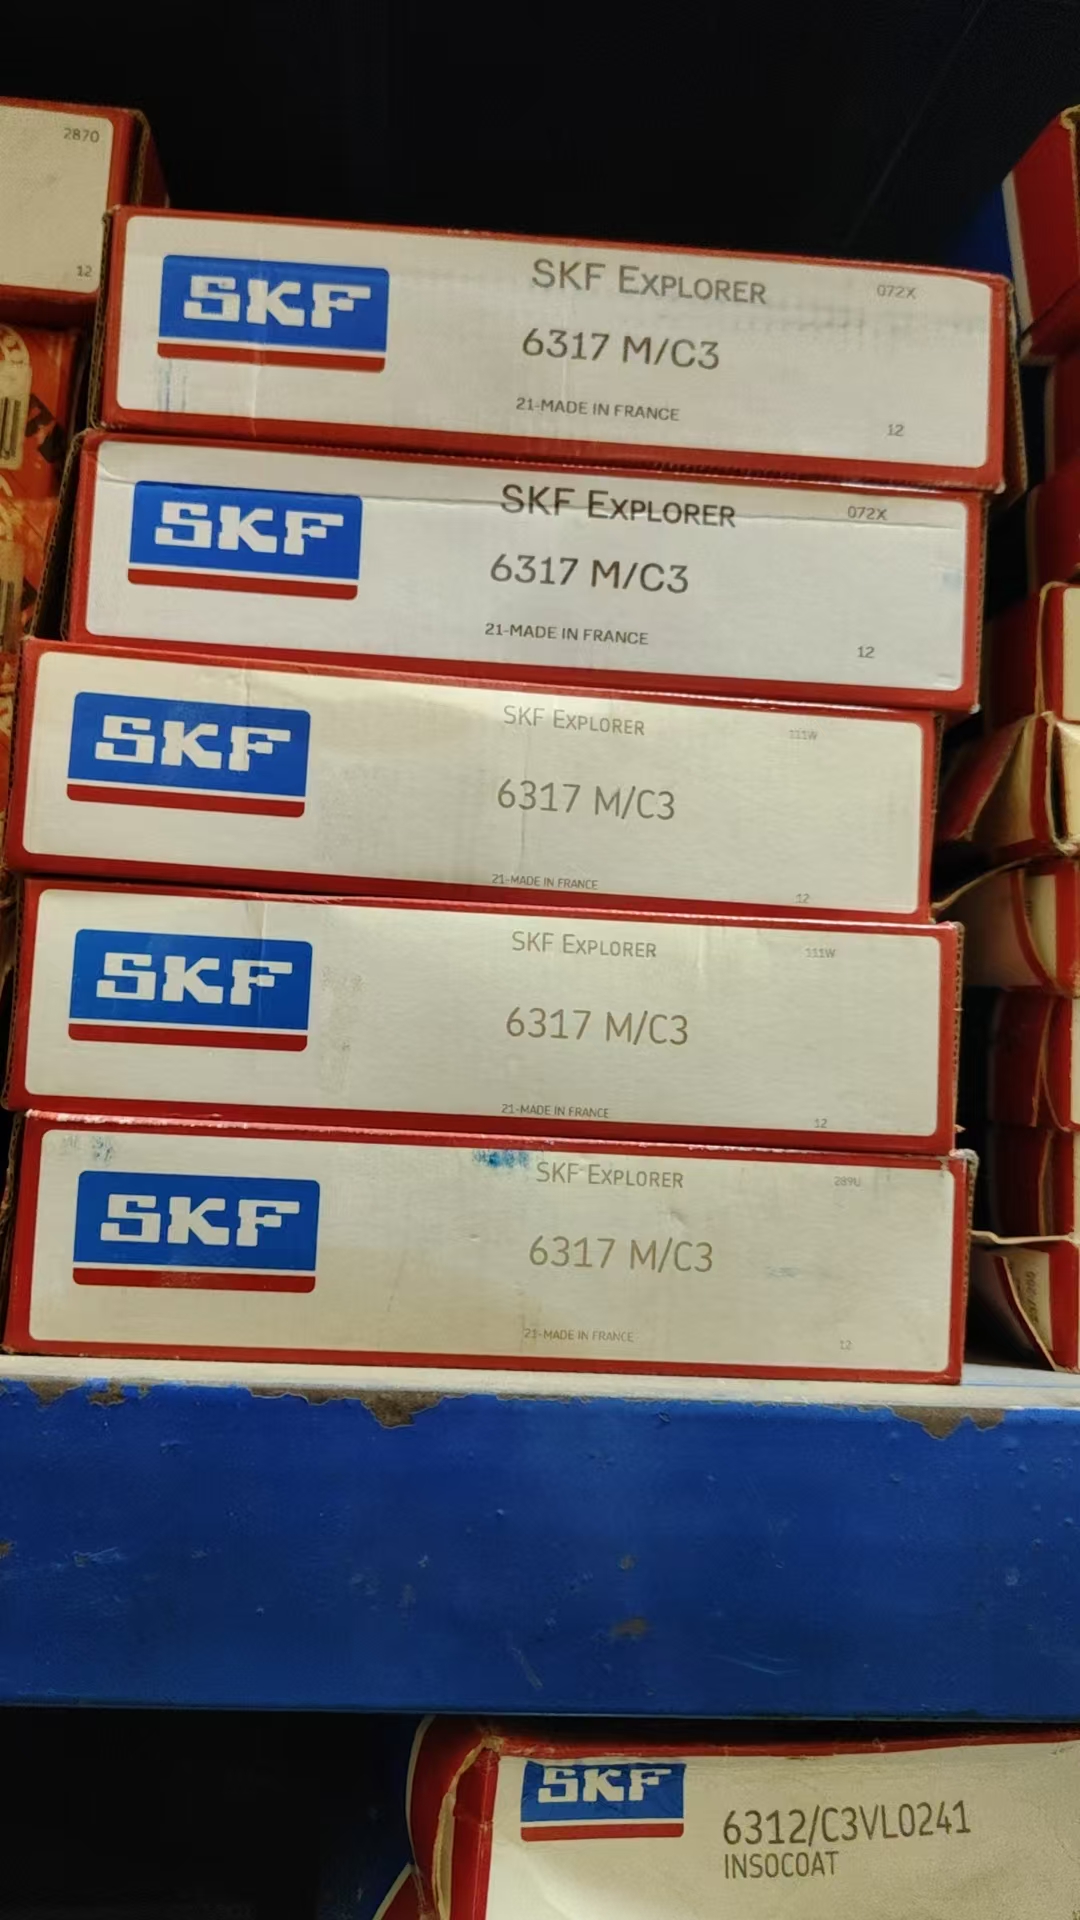 2870
12
SKF
SKF EXPLORER
072X
6317 M/C3
21-MADE IN FRANCE
12
SKF
SKF EXPLORER
072X
6317 M/C3
21-MADE IN FRANCE
12
SKF
SKF EXPLORER
111W
6317 M/C3
21-MADE IN FRANCE
12
SKF
SKF EXPLORER
111W
6317 M/C3
21-MADE IN FRANCE
12
SKF
SKF EXPLORER
289U
6317 M/C3
21-MADE IN FRANCE
12
SKF
6312/C3VL0241
INSOCOAT